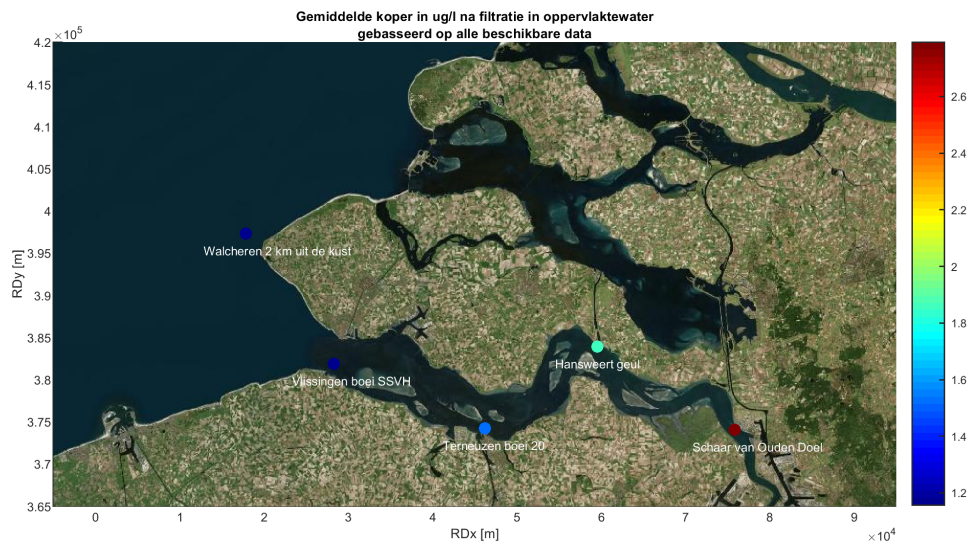 Gemiddelde koper in ug/l na filtratie in oppervlaktewater
gebasseerd op alle beschikbare data
×10⁵
4.2
4.15
4.1
4.05
4
3.95
3.9
3.85
3.8
3.75
3.7
3.65
RDy [m]
Walcheren 2 km uit de kust
Vlissingen boei SSVH
Hansweert geul
Terneuzen boei 20
Schaar van Ouden Doel
0 1 2 3 4 5 6 7 8 9
RDx [m]
×10⁴
2.6
2.4
2.2
2
1.8
1.6
1.4
1.2